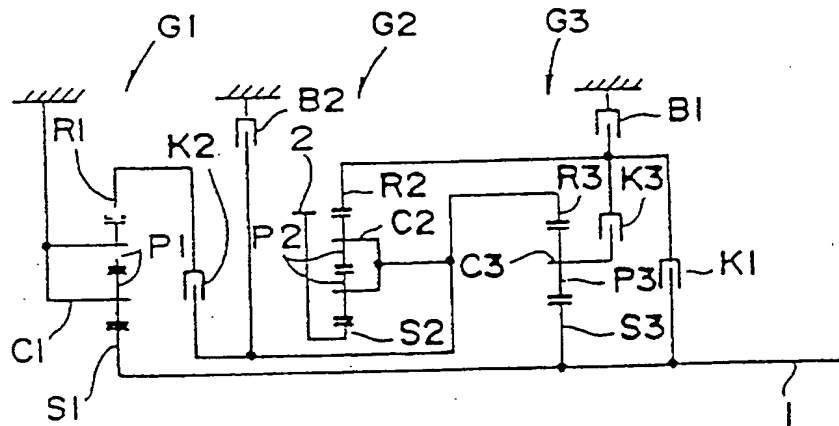 G1 G2 G3
B2 B1
R1 K2 2 R2 R3 K3
P1 P2 C2 C3 P3 K1
C1 S2 S3
S1 1